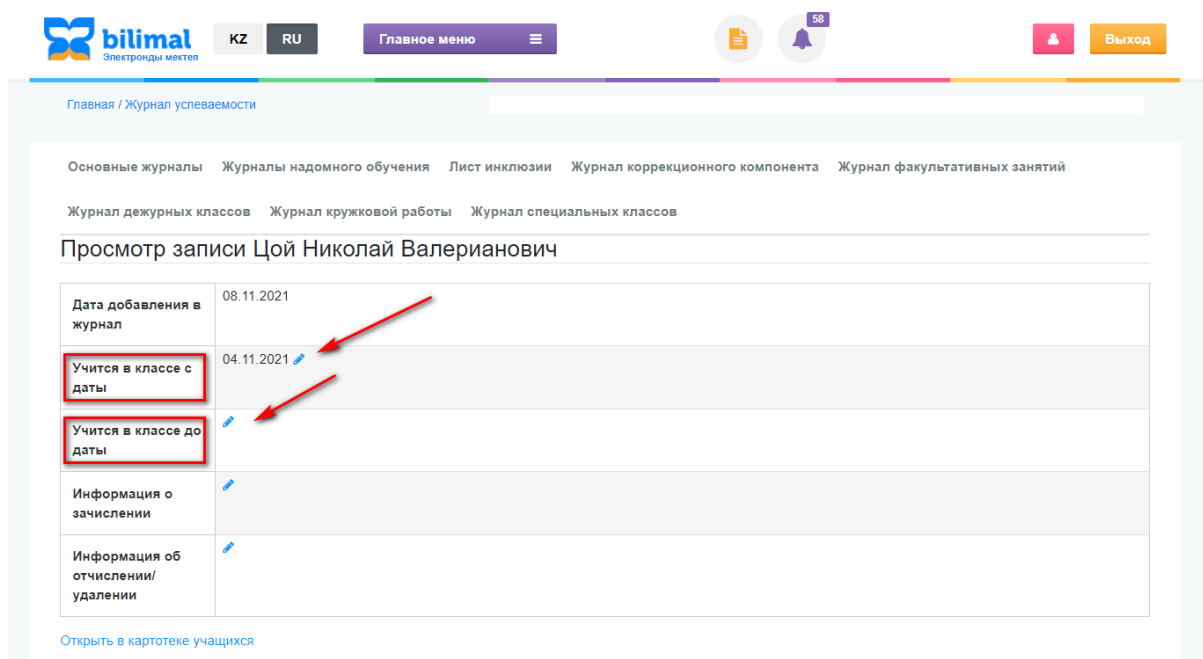 bilimal
Электронды мектеп
KZ
RU
Главное меню
58
Выход
Главная / Журнал успеваемости
Основные журналы Журналы надомного обучения Лист инклюзии Журнал коррекционного компонента Журнал факультативных занятий
Журнал дежурных классов Журнал кружковой работы Журнал специальных классов
Просмотр записи Цой Николай Валерианович
Дата добавления в
журнал
08.11.2021
Учится в классе с
даты
04.11.2021
Учится в классе до
даты
Информация о
зачислении
Информация об
отчислении/
удалении
Открыть в картотеке учащихся